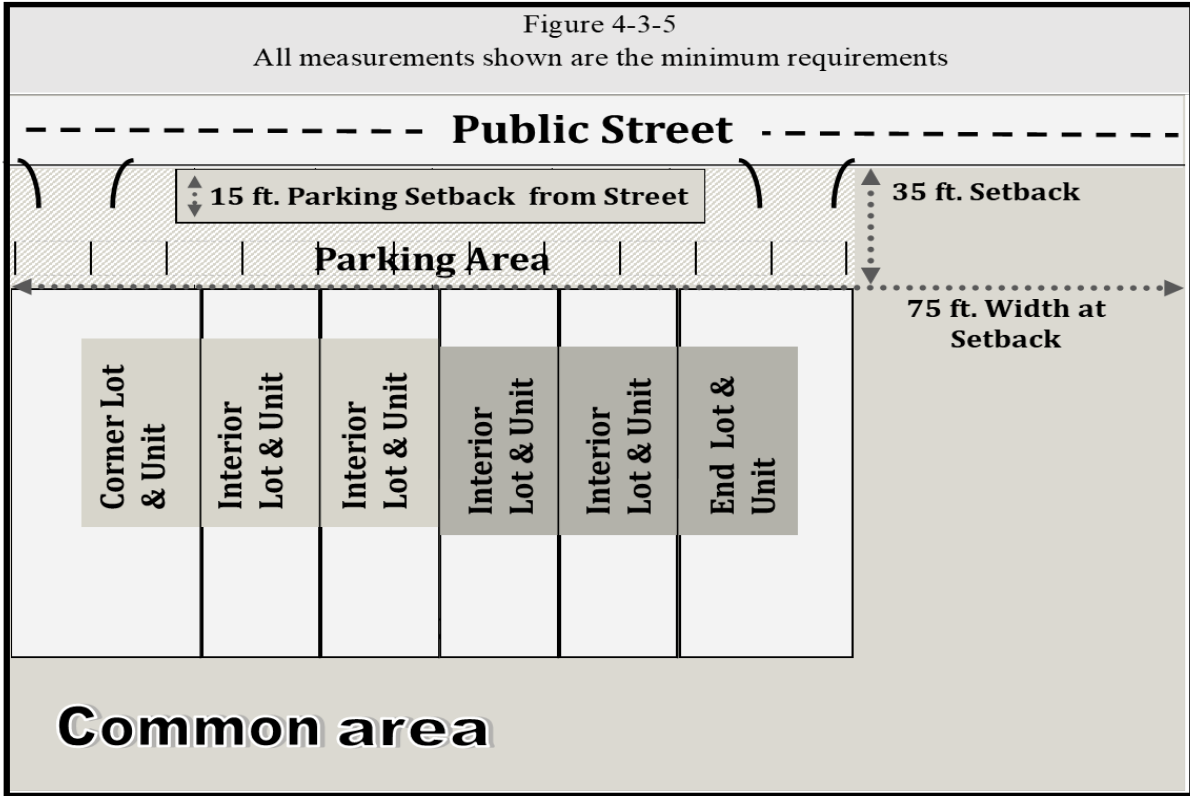 Figure 4-3-5
All measurements shown are the minimum requirements
Public Street
15 ft. Parking Setback from Street
35 ft. Setback
Parking Area
75 ft. Width at
Setback
Corner Lot
& Unit
Interior
Lot & Unit
Interior
Lot & Unit
Interior
Lot & Unit
Interior
Lot & Unit
End Lot &
Unit
Common area